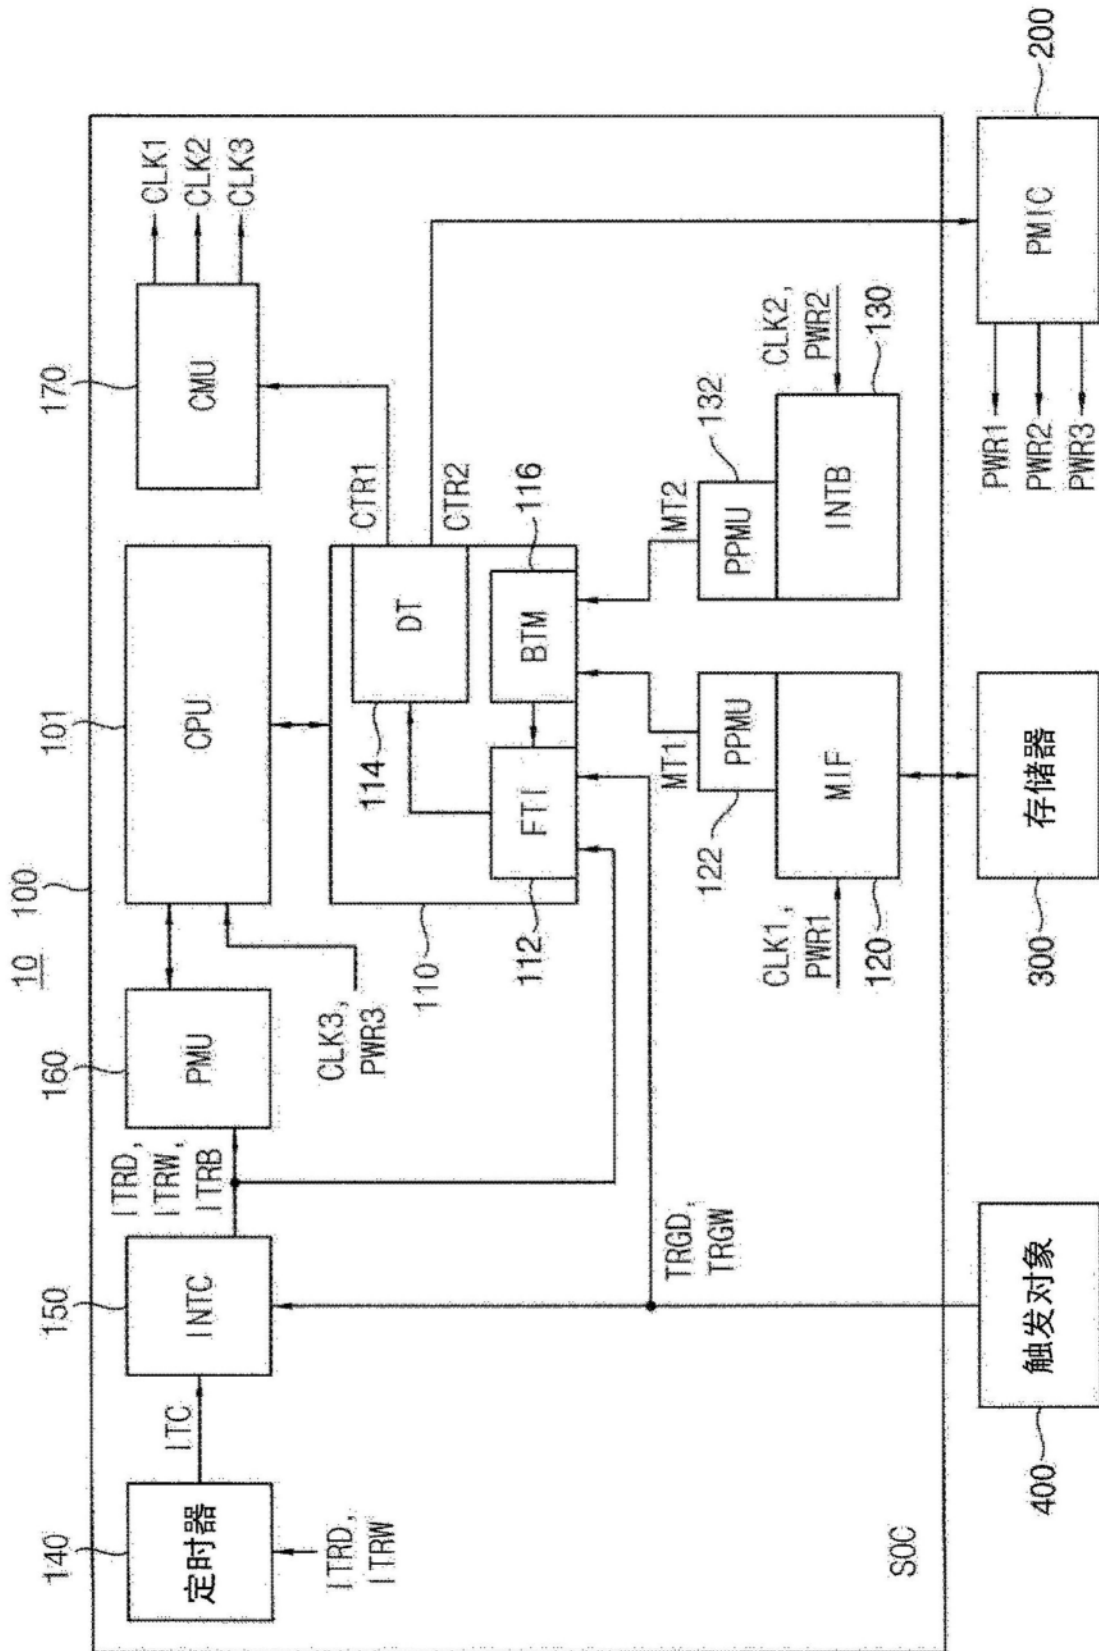 10
100
140
定时器
ITRD,
ITRW
ITC
150
INTC
ITRD,
ITRW,
ITRB
160
PMU
CLK3,
PWR3
101
CPU
170
CMU
CLK1
CLK2
CLK3
110
114
DT
CTR1
CTR2
112
FTI
BTM
116
TRGD,
TRGW
MT1
MT2
122
PPMU
PPMU
132
CLK1,
PWR1
120
MIF
INTB
130
CLK2,
PWR2
SOC
400
触发对象
300
存储器
PWR1
PWR2
PWR3
PMIC
200